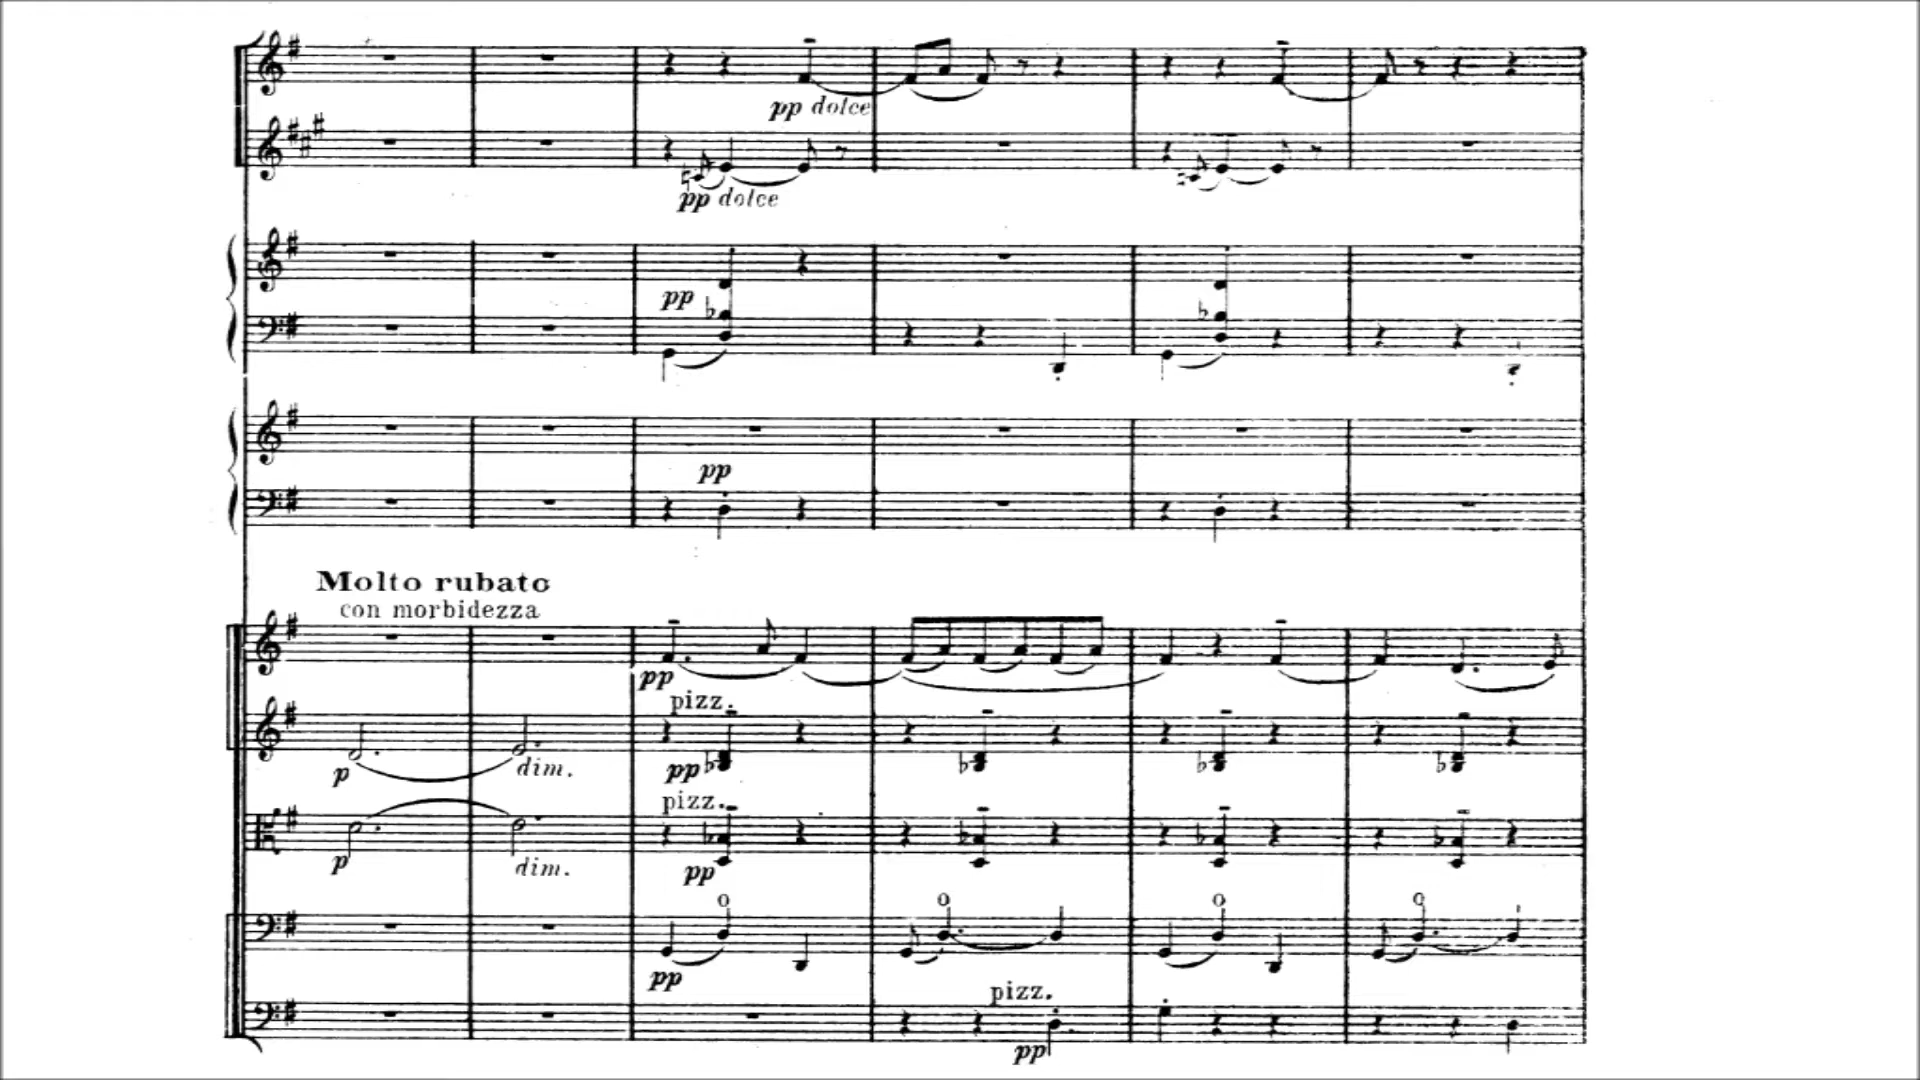 pp dolce
pp dolce
pp
pp
Molto rubato
con morbidezza
pp
pizz.
p dim. pp
pizz.
p dim. pp
pp
pizz.
pp